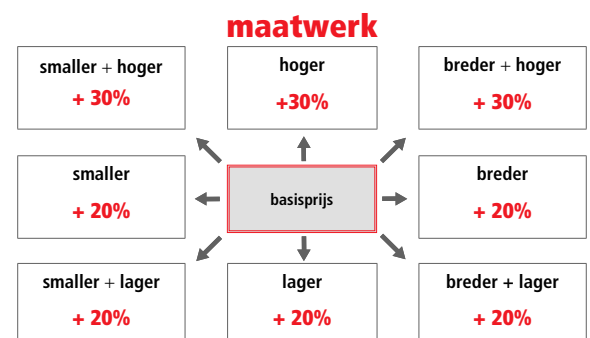 maatwerk
smaller + hoger
+ 30%
hoger
+30%
breder + hoger
+ 30%
smaller
+ 20%
basisprijs
breder
+ 20%
smaller + lager
+ 20%
lager
+ 20%
breder + lager
+ 20%